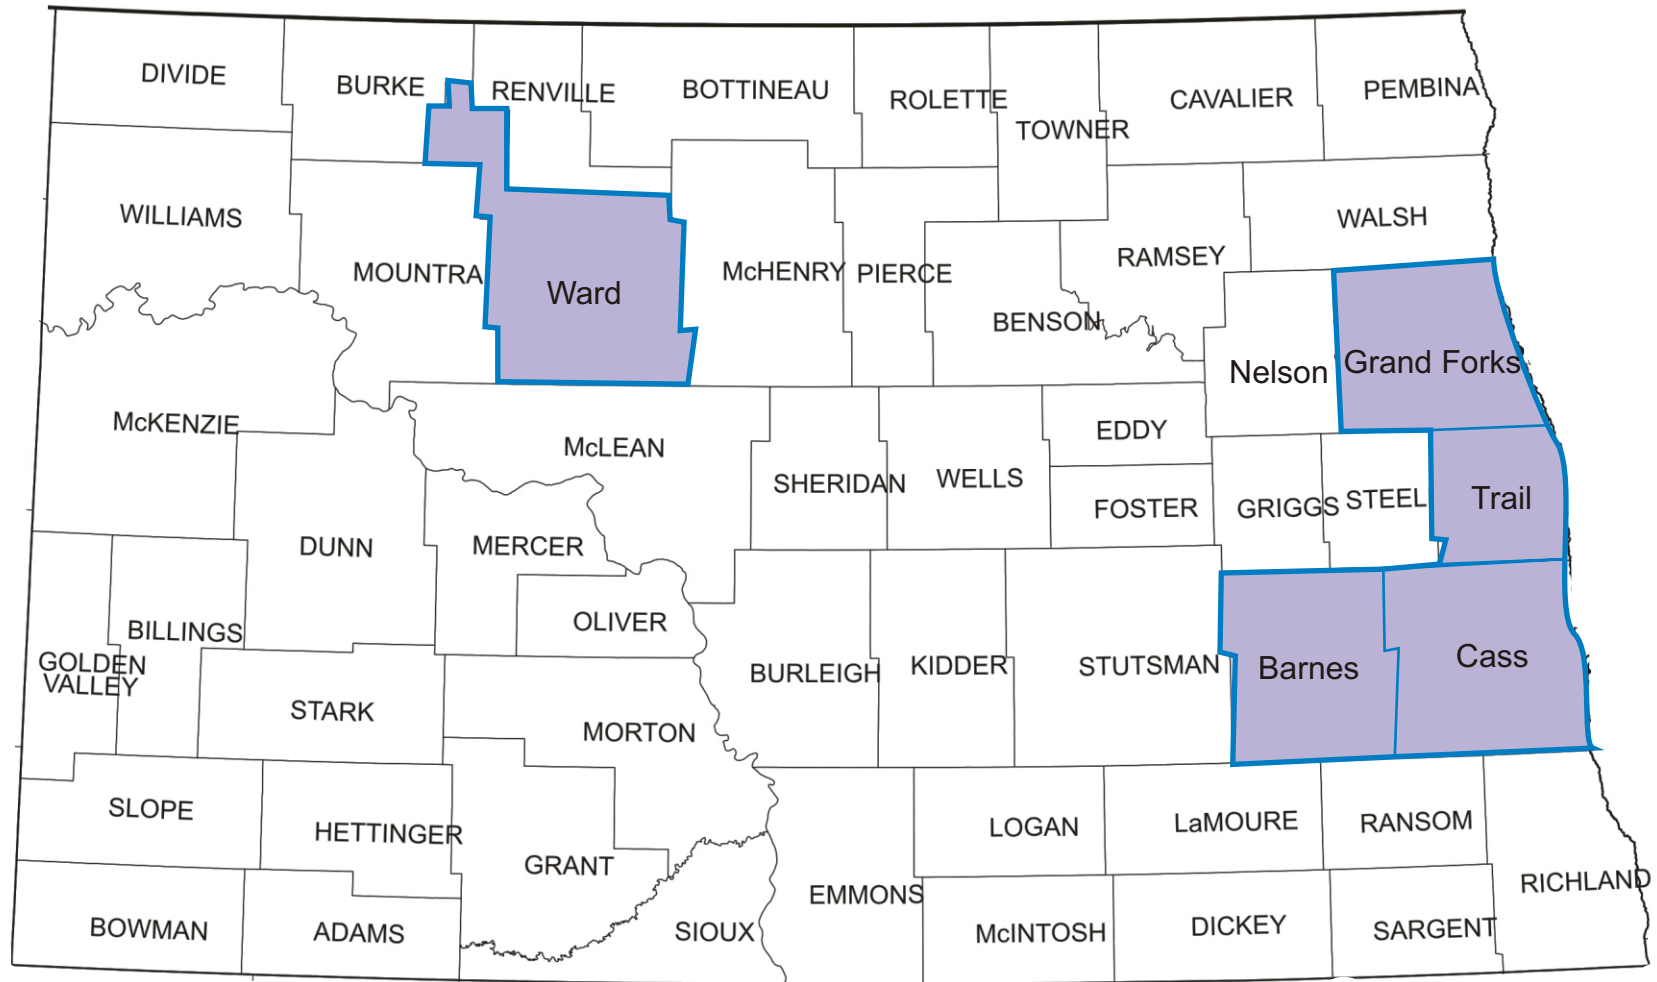 DIVIDE
BURKE
RENVILLE
BOTTINEAU
ROLETTE
TOWNER
CAVALIER
PEMBINA
WILLIAMS
MOUNTRA
Ward
McHENRY
PIERCE
BENSON
RAMSEY
WALSH
Nelson
Grand Forks
McKENZIE
McLEAN
SHERIDAN
WELLS
EDDY
FOSTER
GRIGGS
STEEL
Trail
DUNN
MERCER
OLIVER
BILLINGS
GOLDEN
VALLEY
STARK
MORTON
BURLEIGH
KIDDER
STUTSMAN
Barnes
Cass
SLOPE
HETTINGER
GRANT
LOGAN
LaMOURE
RANSOM
RICHLAND
BOWMAN
ADAMS
SIOUX
EMMONS
McINTOSH
DICKEY
SARGENT